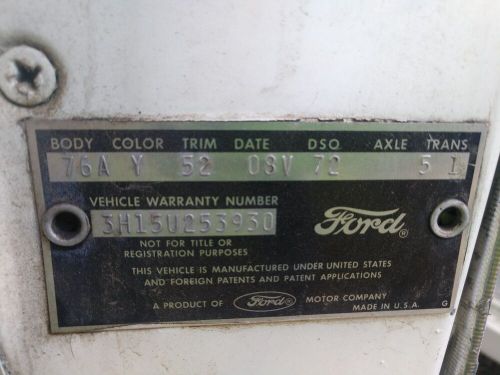 BODY COLOR TRIM DATE DSO AXLE TRANS
76A Y 52 08V 72 5 1
VEHICLE WARRANTY NUMBER
3H15U253930
Ford®
NOT FOR TITLE OR
REGISTRATION PURPOSES
THIS VEHICLE IS MANUFACTURED UNDER UNITED STATES
AND FOREIGN PATENTS AND PATENT APPLICATIONS
A PRODUCT OF Ford® MOTOR COMPANY
MADE IN U.S.A. G